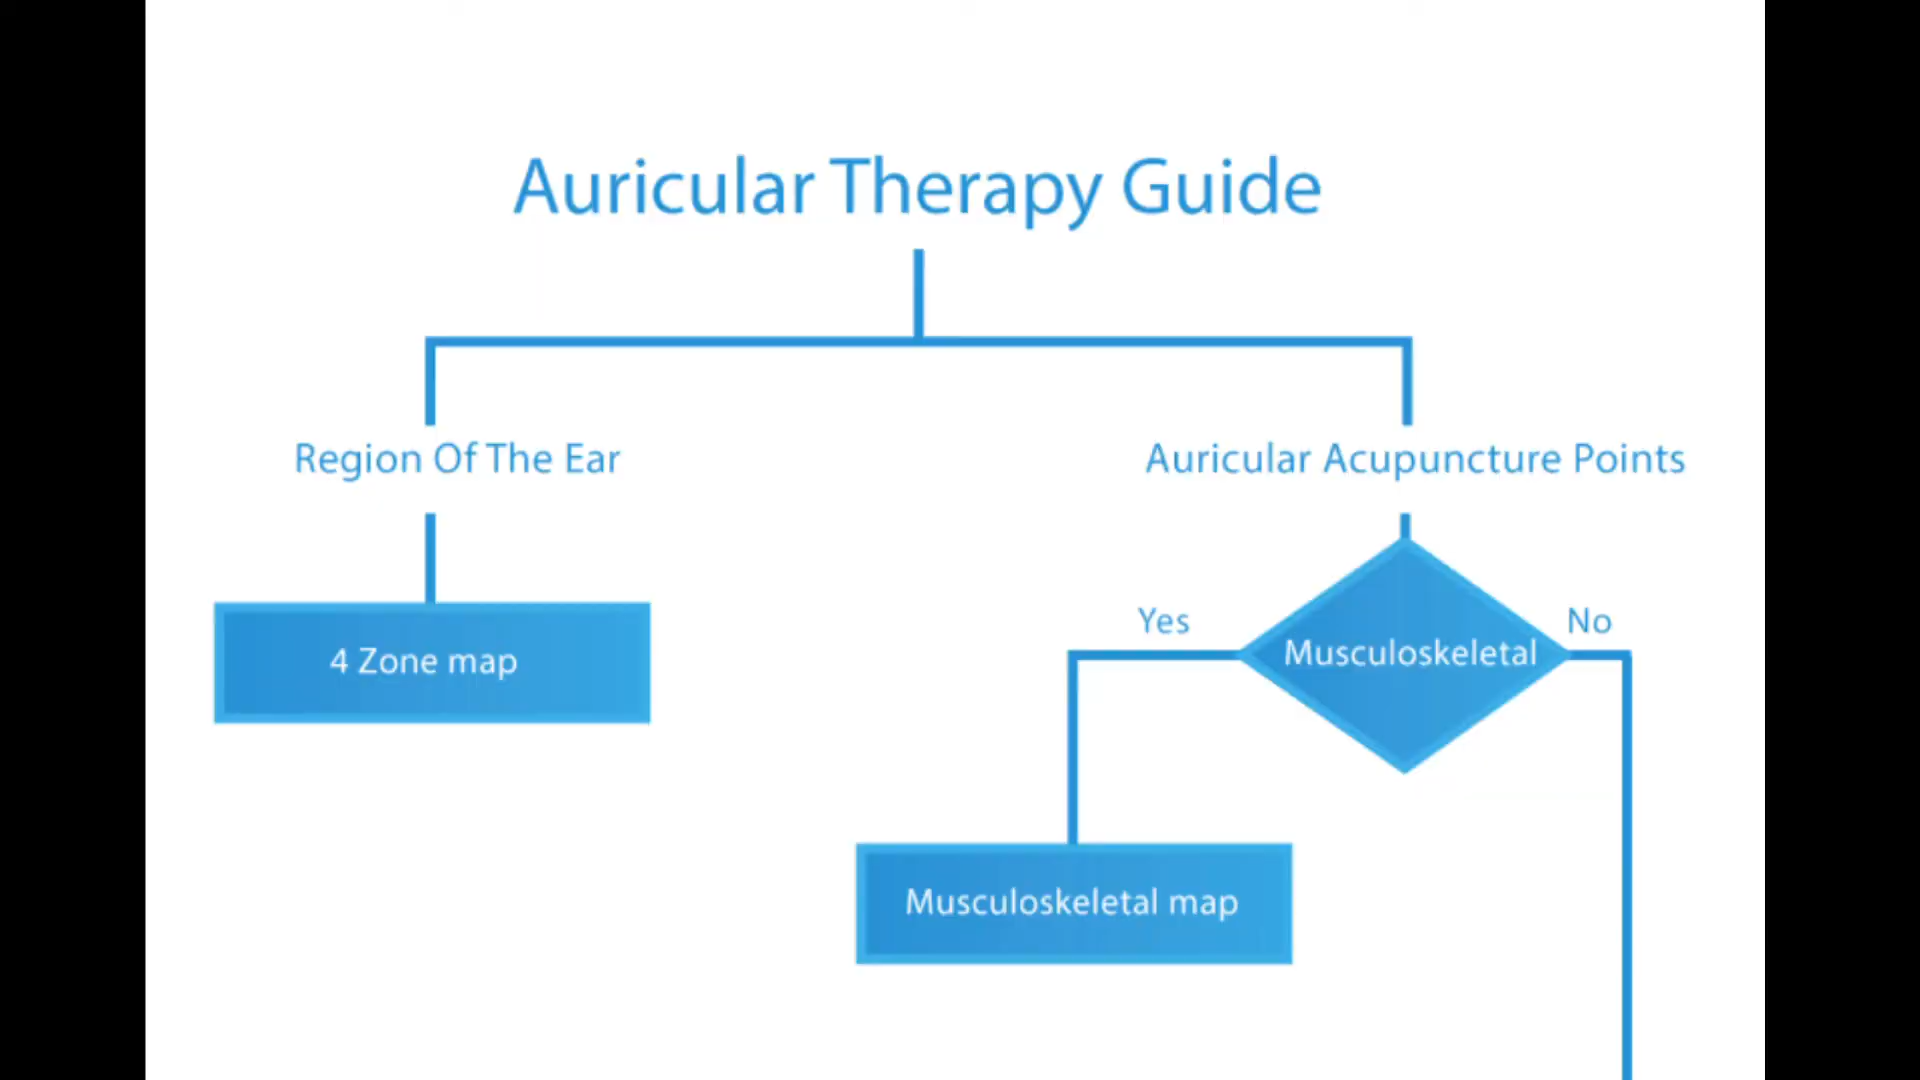 Auricular Therapy Guide
Region Of The Ear
Auricular Acupuncture Points
Yes
No
Musculoskeletal
4 Zone map
Musculoskeletal map